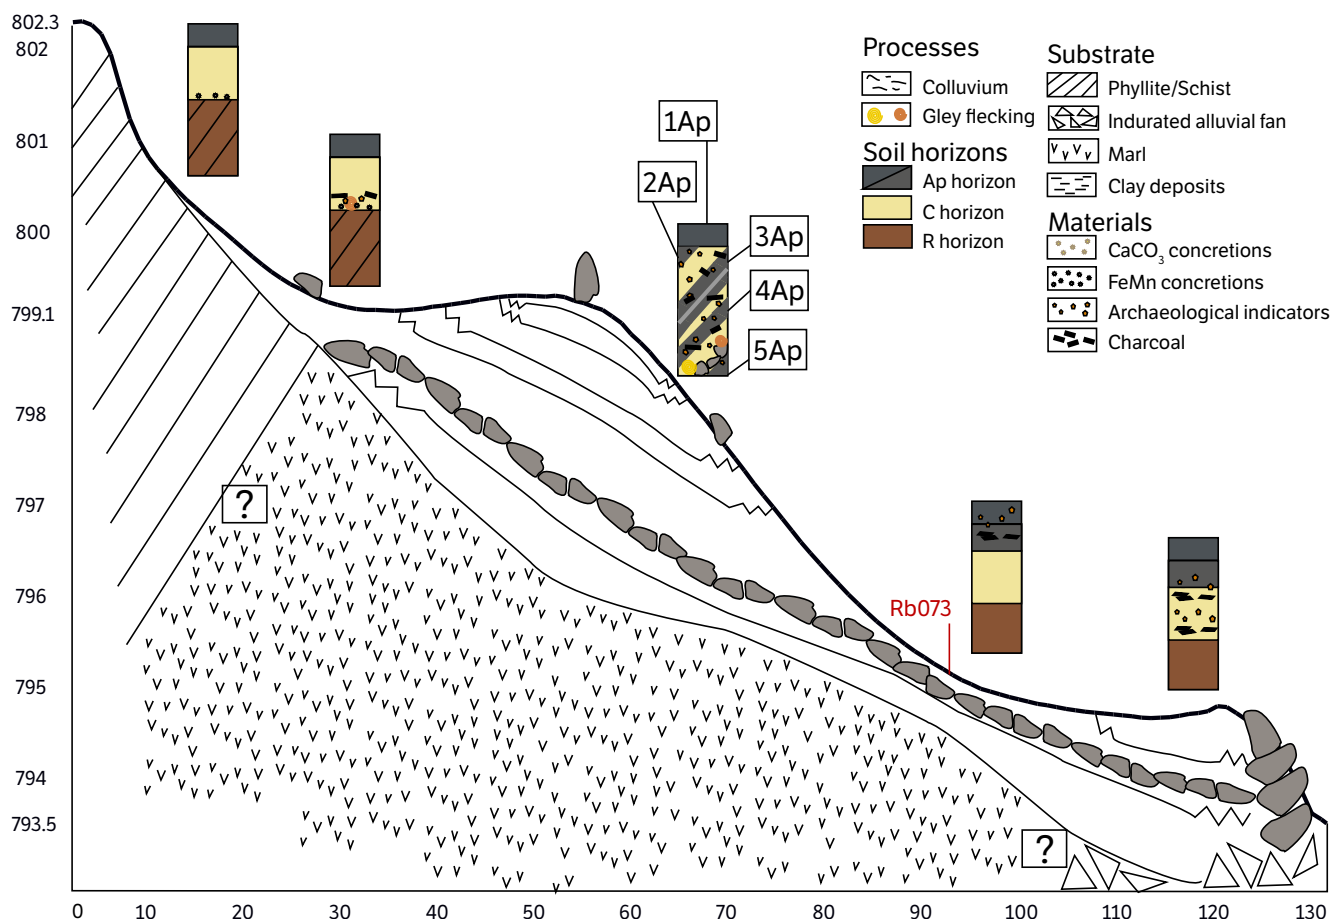 802.3
802
801
800
799.1
798
797
796
795
794
793.5
0
10
20
30
40
50
60
70
80
90
100
110
120
130
1Ap
2Ap
3Ap
4Ap
5Ap
?
Rb073
?
Processes
Colluvium
Gley flecking
Soil horizons
Ap horizon
C horizon
R horizon
Substrate
Phyllite/Schist
Indurated alluvial fan
Marl
Clay deposits
Materials
CaCO₃ concretions
FeMn concretions
Archaeological indicators
Charcoal